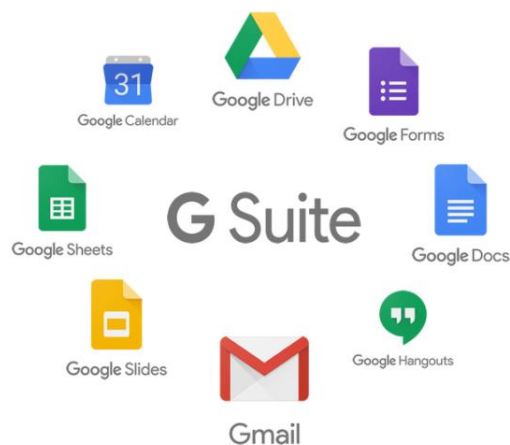 Google Drive
31
Google Calendar
Google Forms
G Suite
Google Sheets
Google Docs
Google Slides
Google Hangouts
Gmail